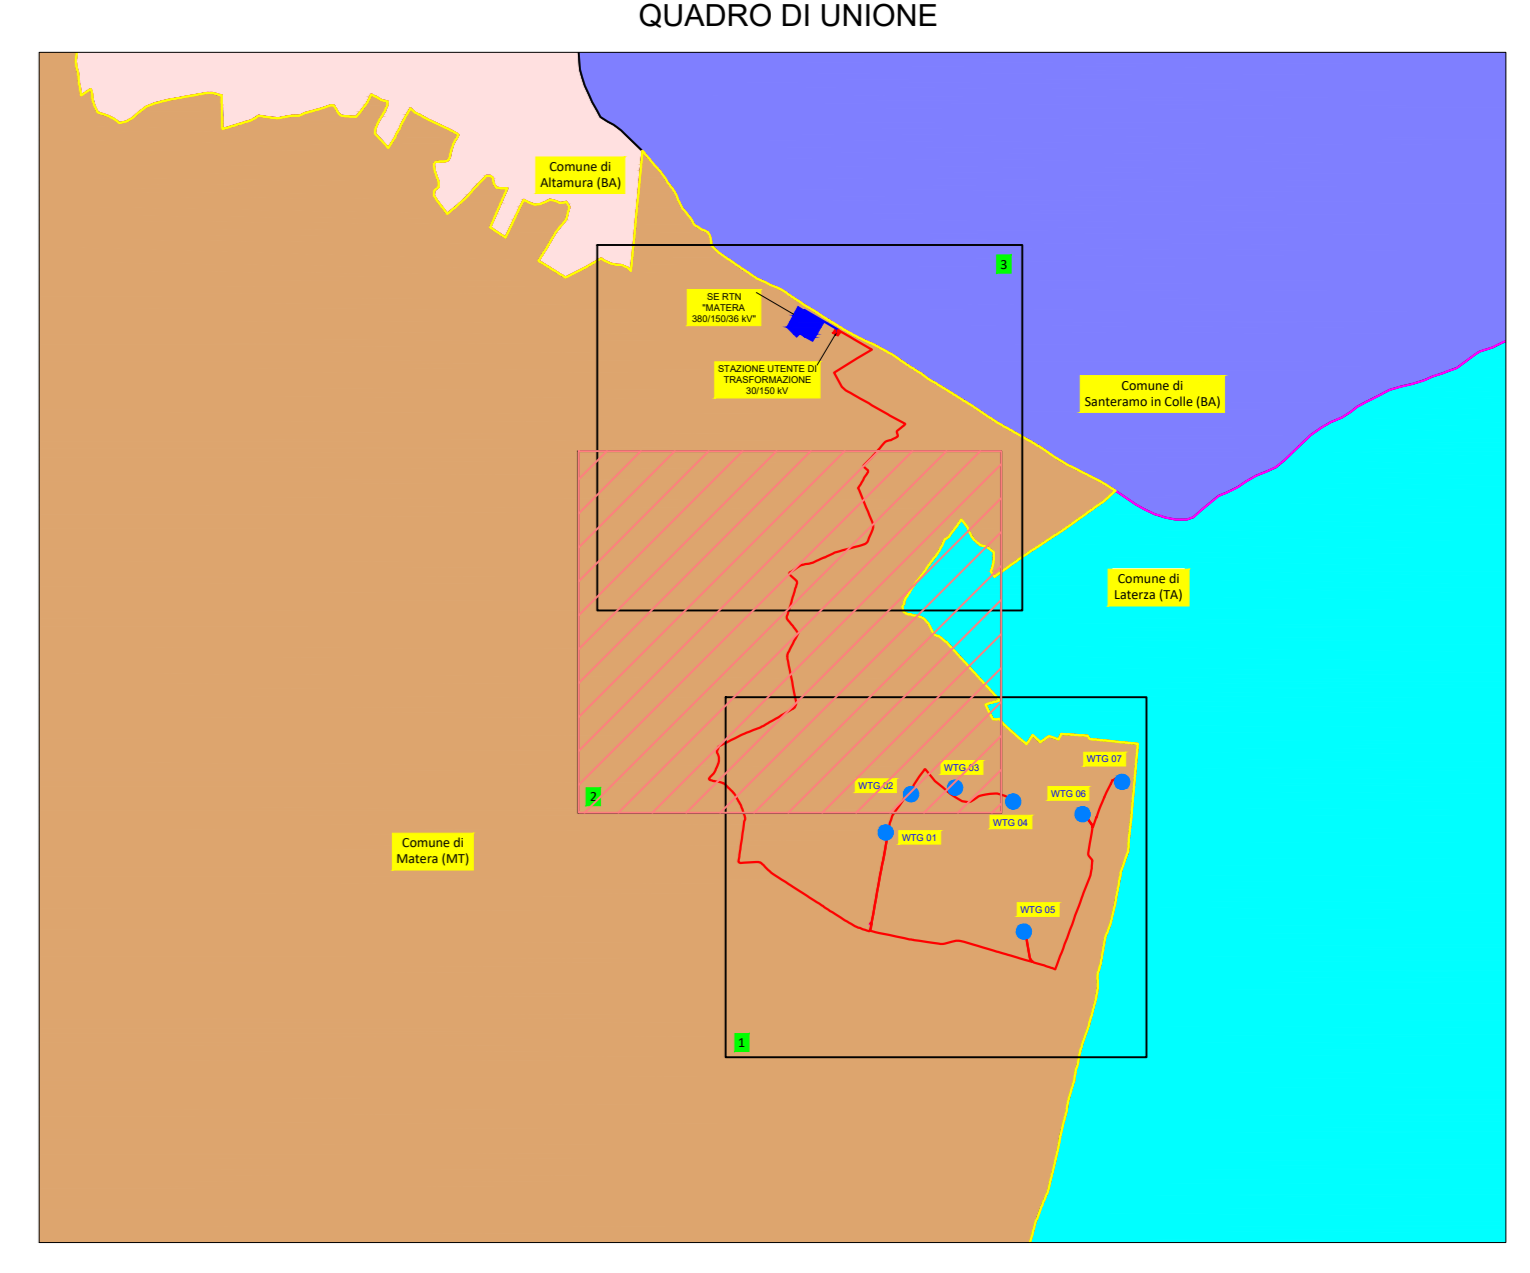 QUADRO DI UNIONE
Comune di
Altamura (BA)
3
SE RTN
"MATERA
380/150/36 kV"
STAZIONE UTENTE DI
TRASFORMAZIONE
30/150 kV
Comune di
Santeramo in Colle (BA)
Comune di
Laterza (TA)
WTG 07
WTG 03
WTG 02
WTG 06
2
WTG 04
WTG 01
Comune di
Matera (MT)
WTG 05
1